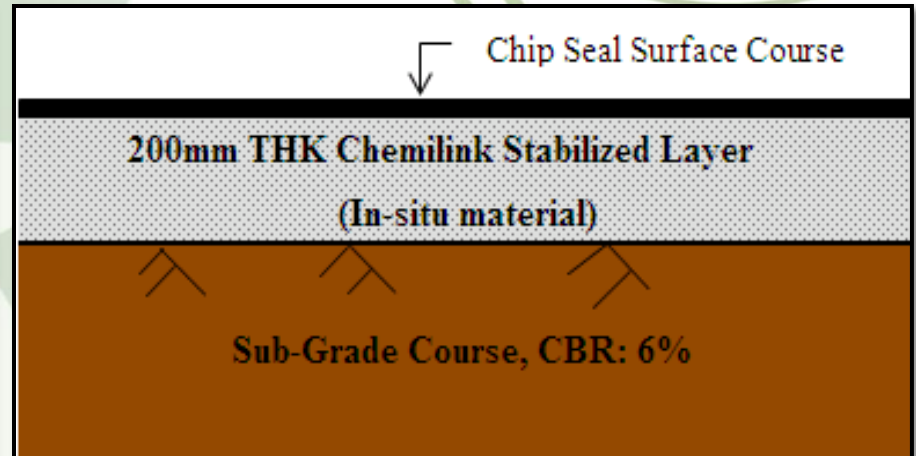 Chip Seal Surface Course
200mm THK Chemilink Stabilized Layer
(In-situ material)
Sub-Grade Course, CBR: 6%